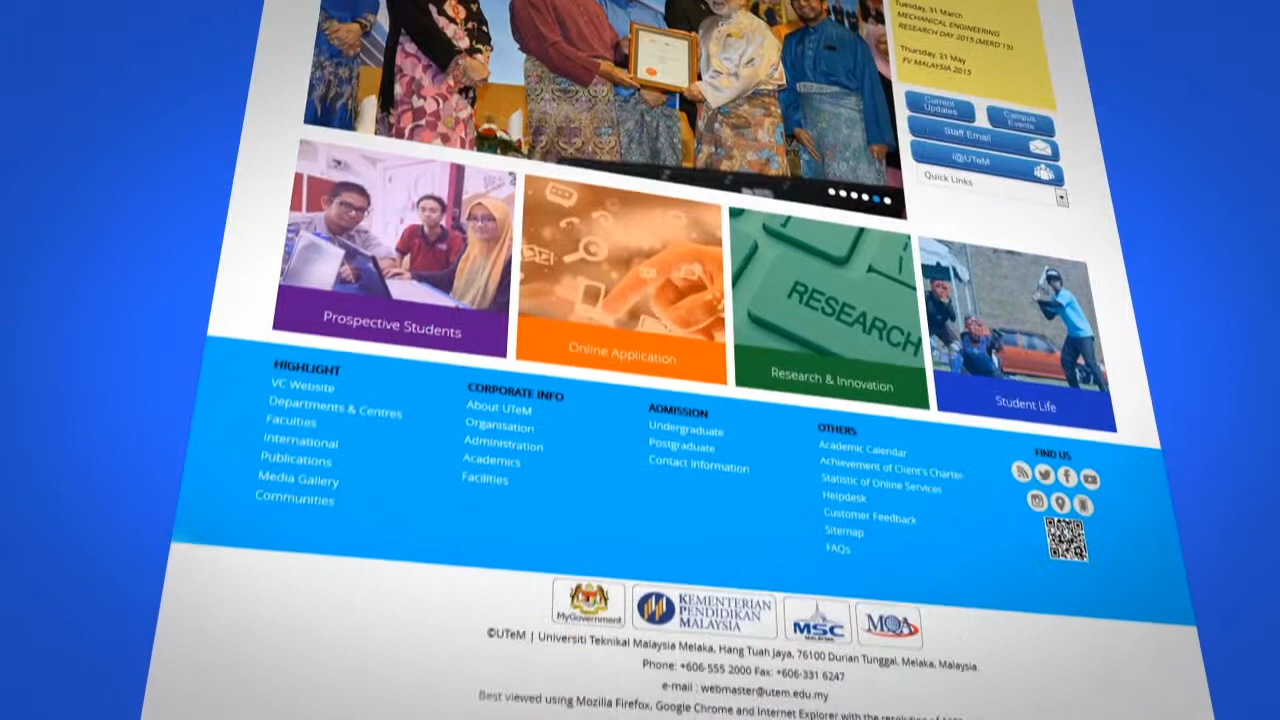 Tuesday, 31 March
MECHANICAL ENGINEERING
RESEARCH DAY 2015 (MERD'15)
Thursday, 21 May
FV MALAYSIA 2015
Current
Updates
Campus
Events
Staff Email
i@UTeM
Quick Links
RESEARCH
Prospective Students
Online Application
Research & Innovation
Student Life
HIGHLIGHT
VC Website
Departments & Centres
Faculties
International
Publications
Media Gallery
Communities
CORPORATE INFO
About UTeM
Organisation
Administration
Academics
Facilities
ADMISSION
Undergraduate
Postgraduate
Contact Information
OTHERS
Academic Calendar
Achievement of Client's Charter
Statistic of Online Services
Helpdesk
Customer Feedback
Sitemap
FAQs
FIND US
MyGovernment
KEMENTERIAN
PENDIDIKAN
MALAYSIA
MSC
MALAYSIA
MQA
©UTeM | Universiti Teknikal Malaysia Melaka, Hang Tuah Jaya, 76100 Durian Tunggal, Melaka, Malaysia.
Phone: +606-555 2000 Fax: +606-331 6247
e-mail : webmaster@utem.edu.my
Best viewed using Mozilla Firefox, Google Chrome and Internet Explorer with the resolution of